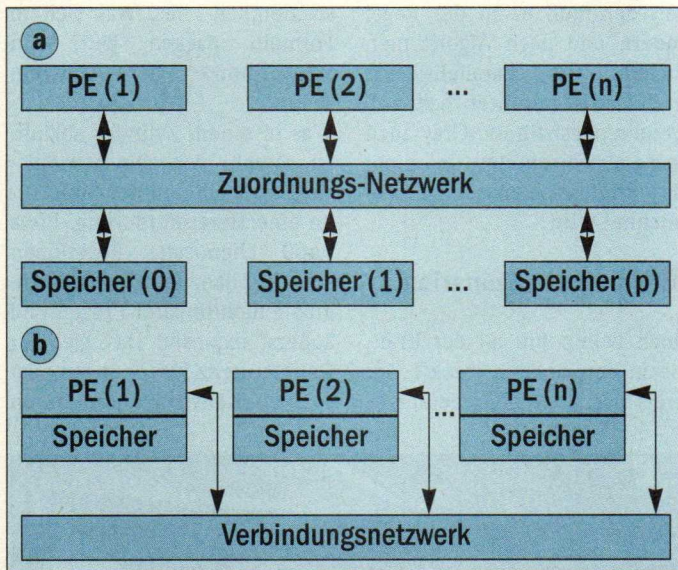 a
PE (1) PE (2) ... PE (n)
Zuordnungs-Netzwerk
Speicher (0) Speicher (1) ... Speicher (p)
b
PE (1) PE (2) ... PE (n)
Speicher Speicher Speicher
Verbindungsnetzwerk